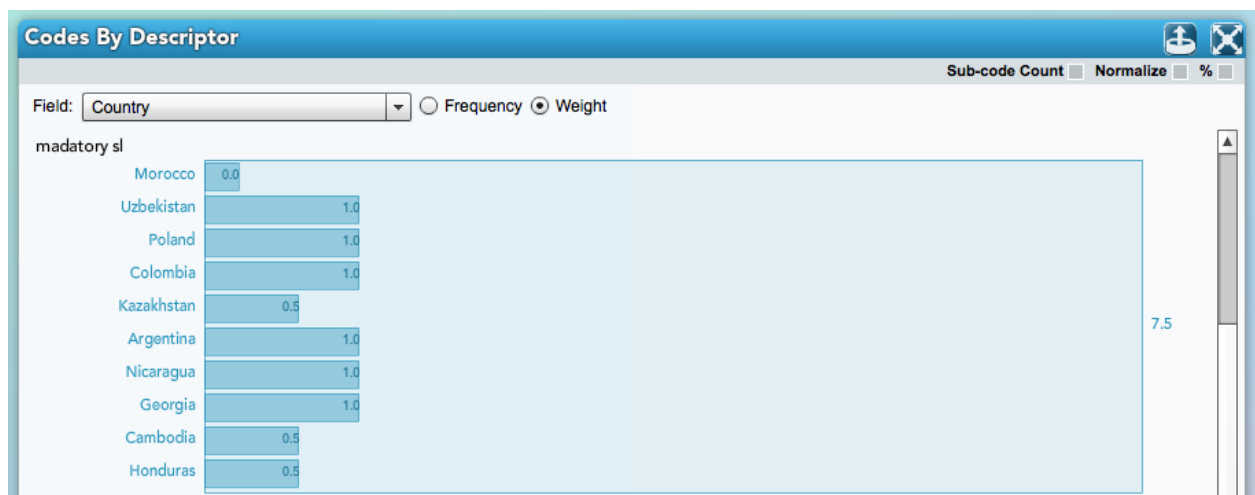 Codes By Descriptor
Sub-code Count Normalize %
Field: Country Frequency Weight
madatory sl
Morocco 0.0
Uzbekistan 1.0
Poland 1.0
Colombia 1.0
Kazakhstan 0.5
Argentina 1.0
7.5
Nicaragua 1.0
Georgia 1.0
Cambodia 0.5
Honduras 0.5